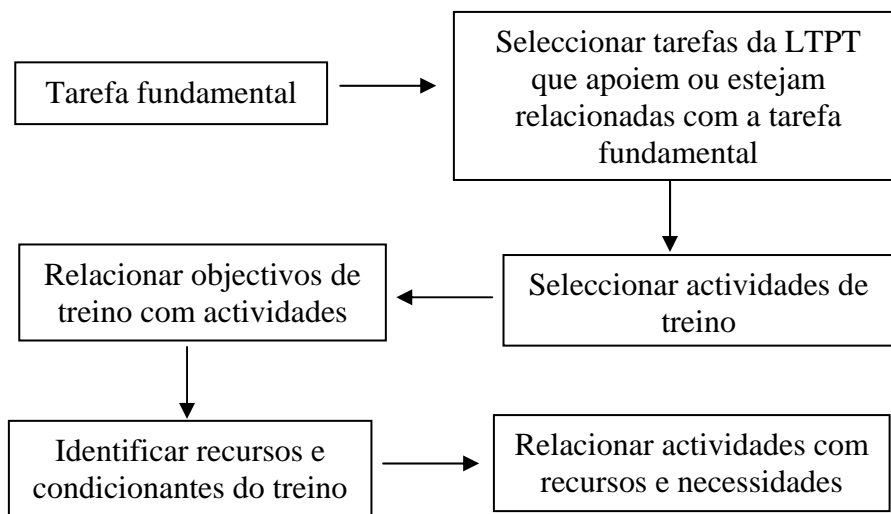 Tarefa fundamental
Seleccionar tarefas da LTPT
que apoiem ou estejam
relacionadas com a tarefa
fundamental
Seleccionar actividades de
treino
Relacionar objectivos de
treino com actividades
Identificar recursos e
condicionantes do treino
Relacionar actividades com
recursos e necessidades